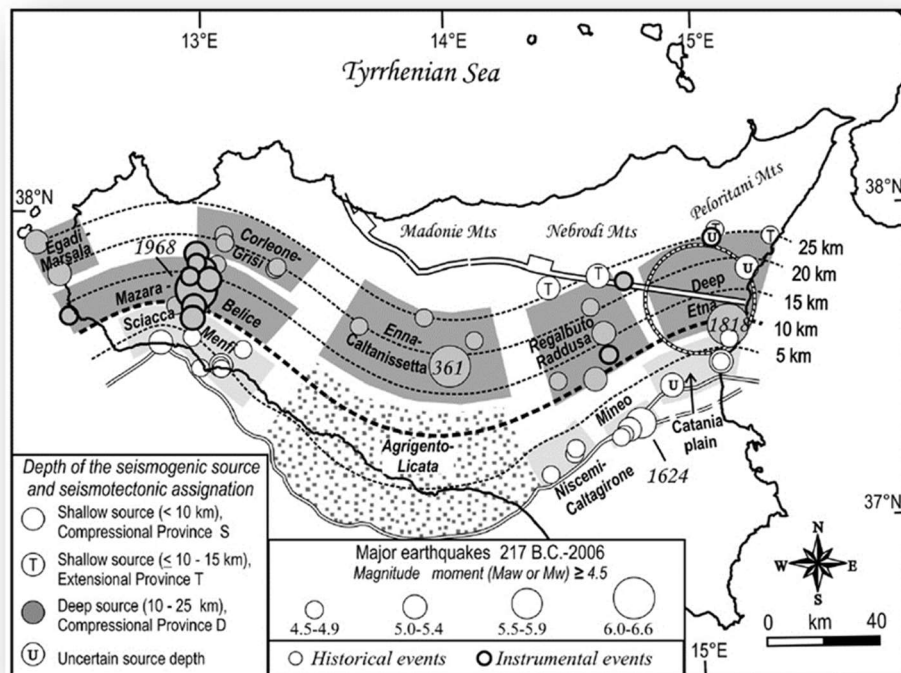 13°E
14°E
15°E
Tyrrhenian Sea
38°N
38°N
Peloritani Mts
Madonie Mts
Nebrodi Mts
Egadi
Marsala
1968
Corleone-
Grisi
T
U
T
25 km
20 km
15 km
10 km
5 km
T
T
U
Deep
Etna
1818
Mazara
Sciacca
Belice
Menfi
Enna-
Caltanissetta
361
Regalbuto
Raddusa
U
Mineo
Catania
plain
Agrigento-
Licata
Niscemi-
Caltagirone
1624
37°N
Depth of the seismogenic source
and seismotectonic assignation
Shallow source (< 10 km),
Compressional Province S
T
Shallow source (≤ 10 - 15 km),
Extensional Province T
Deep source (10 - 25 km),
Compressional Province D
U
Uncertain source depth
Major earthquakes 217 B.C.-2006
Magnitude moment (Maw or Mw) ≥ 4.5
4.5-4.9
5.0-5.4
5.5-5.9
6.0-6.6
Historical events
Instrumental events
15°E
N
W
E
S
0 km 40